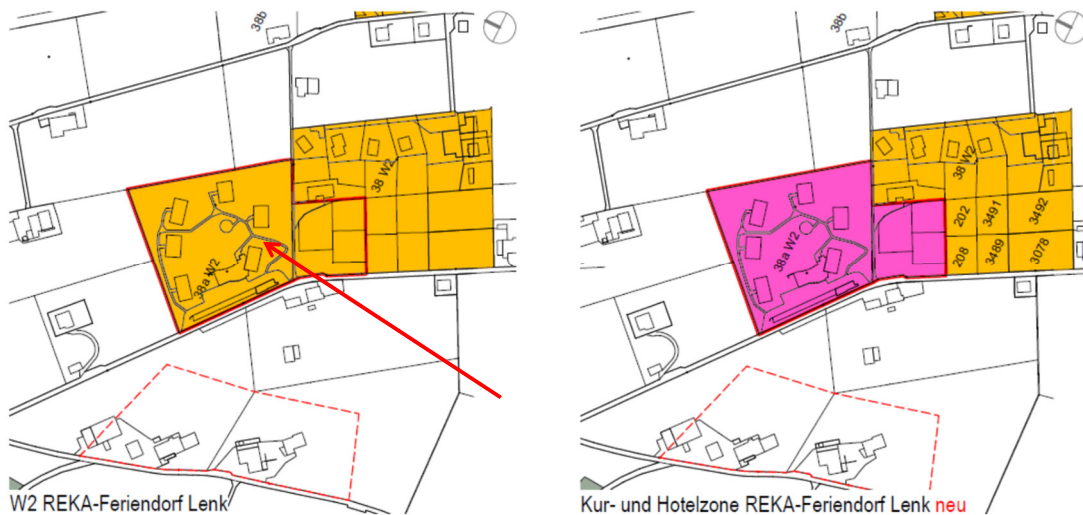 38b
38 W2
38a W2
W2 REKA-Feriendorf Lenk
38b
38 W2
202
3491
3492
38a W2
208
3489
3078
Kur- und Hotelzone REKA-Feriendorf Lenk neu